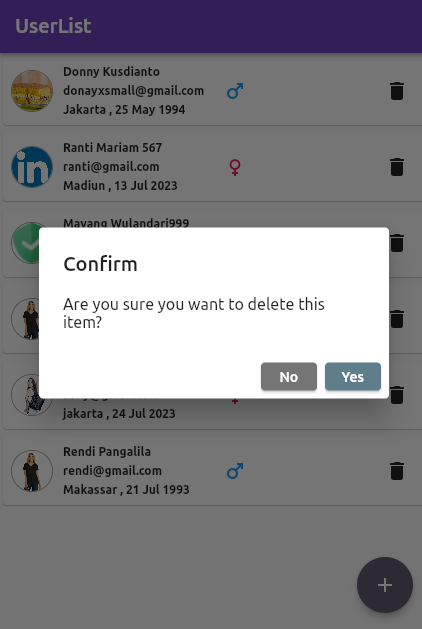 UserList
Donny Kusdianto
donayxsmall@gmail.com
Jakarta , 25 May 1994
in
Ranti Mariam 567
ranti@gmail.com
Madiun , 13 Jul 2023
Mayang Wulandari999
Confirm
Are you sure you want to delete this
item?
No
Yes
jakarta , 24 Jul 2023
Rendi Pangalila
rendi@gmail.com
Makassar , 21 Jul 1993